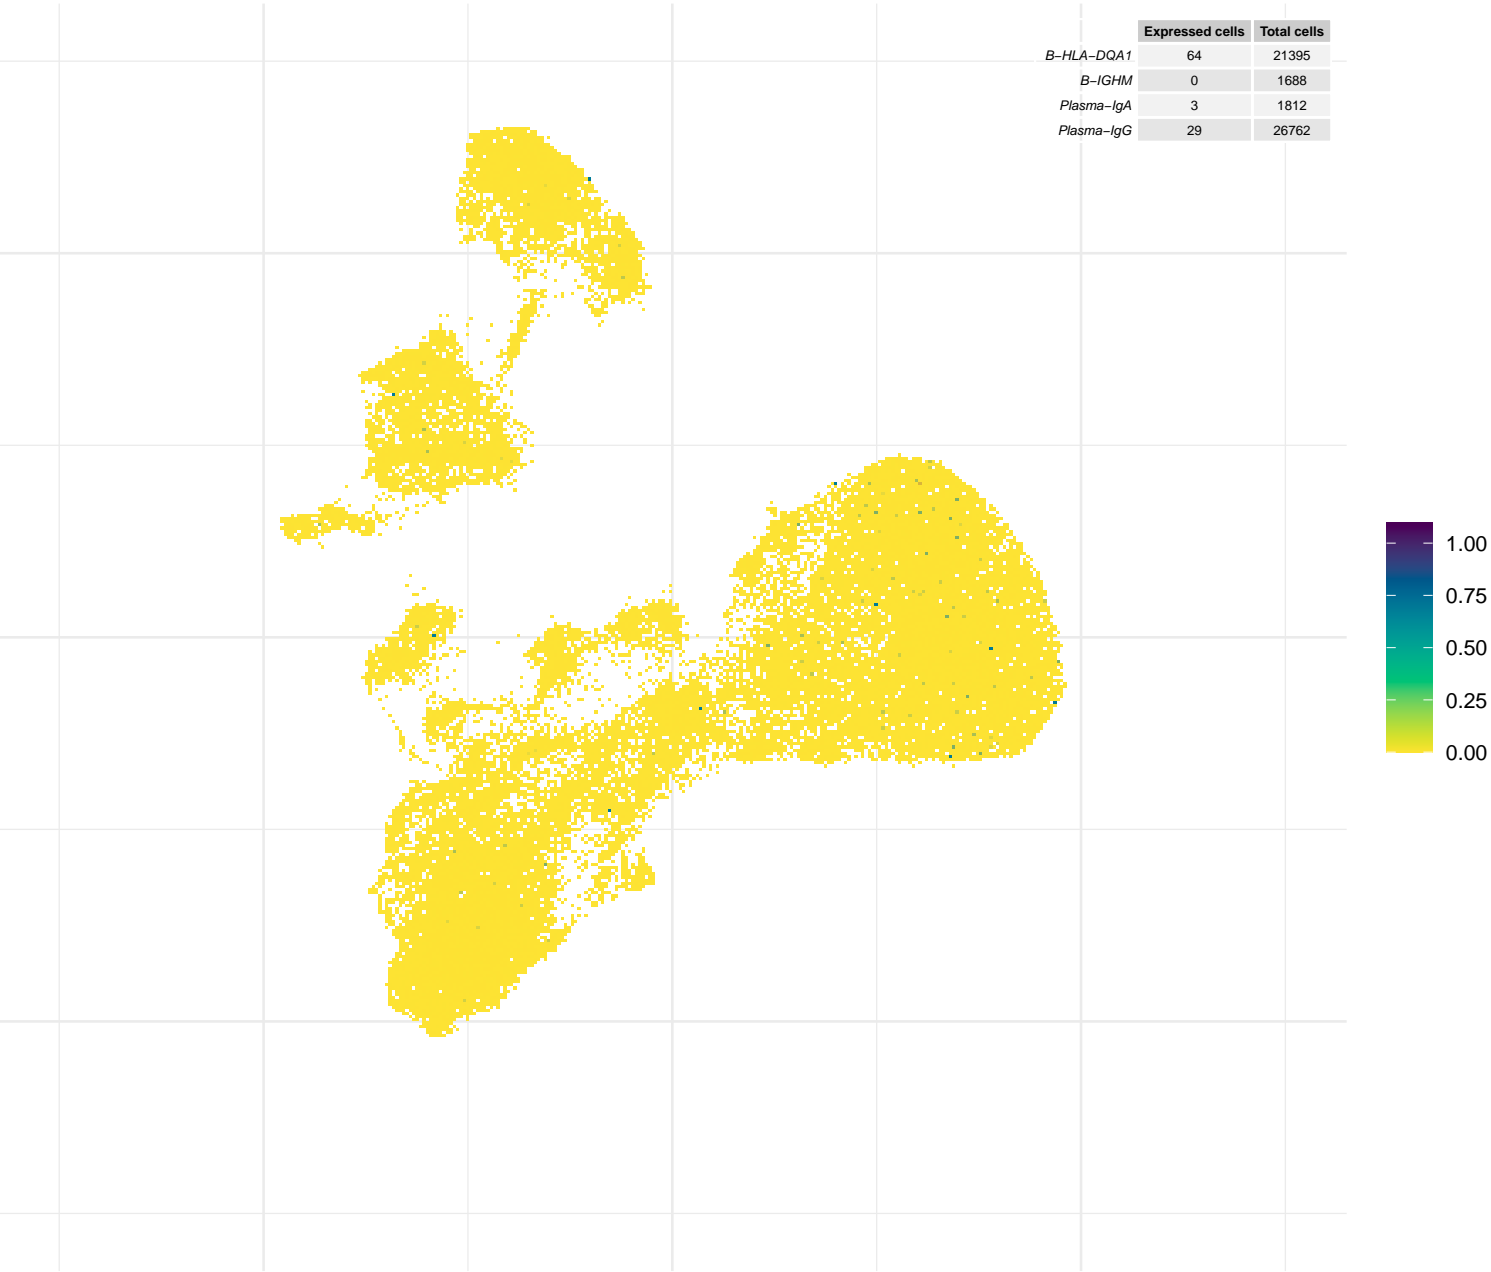 Expressed cells Total cells
B−HLA−DQA1 64 21395
B−IGHM 0 1688
Plasma−IgA 3 1812
Plasma−IgG 29 26762
1.00
0.75
0.50
0.25
0.00